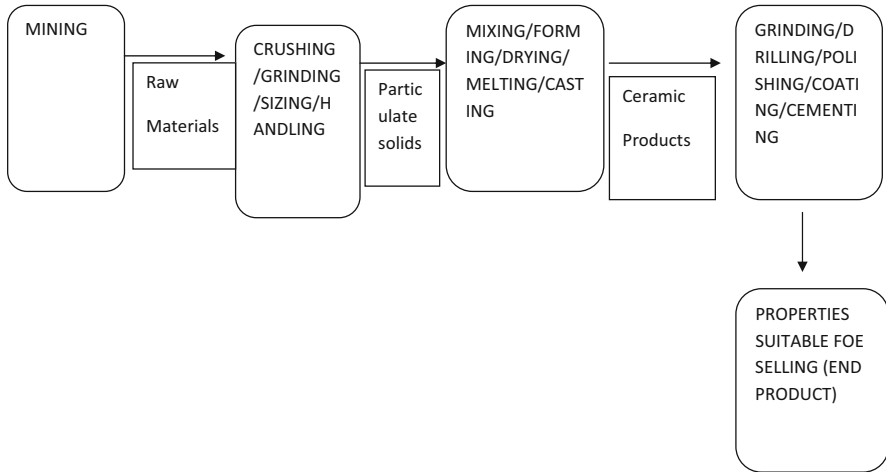 MINING
Raw
Materials
CRUSHING
/GRINDING
/SIZING/H
ANDLING
Partic
ulate
solids
MIXING/FORM
ING/DRYING/
MELTING/CAST
ING
Ceramic
Products
GRINDING/D
RILLING/POLI
SHING/COATI
NG/CEMENTI
NG
PROPERTIES
SUITABLE FOE
SELLING (END
PRODUCT)